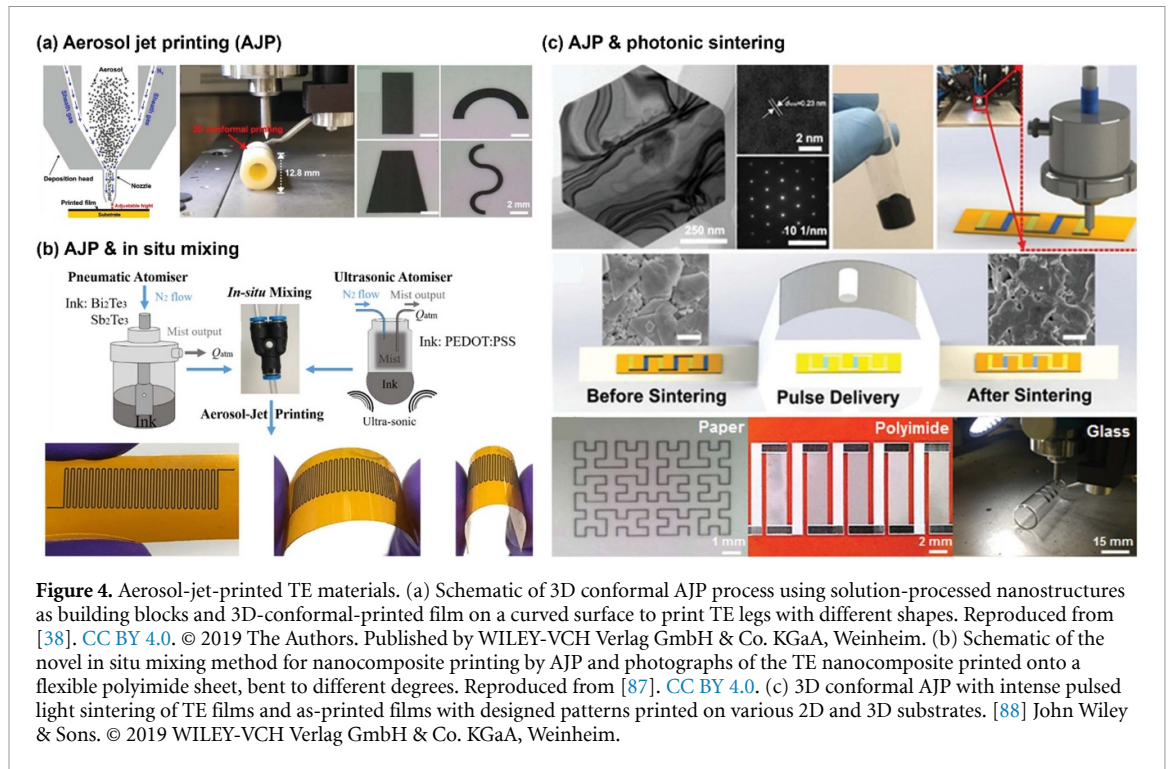 (a) Aerosol jet printing (AJP)
Aerosol
Sheath gas
Sheath gas
N₂
Deposition head
Nozzle
Printed film
Adjustable hight
Substrate
3D conformal printing
12.8 mm
2 mm
(b) AJP & in situ mixing
Pneumatic Atomiser
Ink: Bi₂Te₃
Sb₂Te₃
N₂ flow
Mist output
Qatm
Ink
In-situ Mixing
Ultrasonic Atomiser
N₂ flow
Mist output
Qatm
Ink: PEDOT:PSS
Mist
Ink
Ultra-sonic
Aerosol-Jet Printing
(c) AJP & photonic sintering
250 nm
=0.23 nm
2 nm
10 1/nm
Before Sintering
Pulse Delivery
After Sintering
Paper
1 mm
Polyimide
2 mm
Glass
15 mm
Figure 4. Aerosol-jet-printed TE materials. (a) Schematic of 3D conformal AJP process using solution-processed nanostructures
as building blocks and 3D-conformal-printed film on a curved surface to print TE legs with different shapes. Reproduced from
[38]. CC BY 4.0. © 2019 The Authors. Published by WILEY-VCH Verlag GmbH & Co. KGaA, Weinheim. (b) Schematic of the
novel in situ mixing method for nanocomposite printing by AJP and photographs of the TE nanocomposite printed onto a
flexible polyimide sheet, bent to different degrees. Reproduced from [87]. CC BY 4.0. (c) 3D conformal AJP with intense pulsed
light sintering of TE films and as-printed films with designed patterns printed on various 2D and 3D substrates. [88] John Wiley
& Sons. © 2019 WILEY-VCH Verlag GmbH & Co. KGaA, Weinheim.